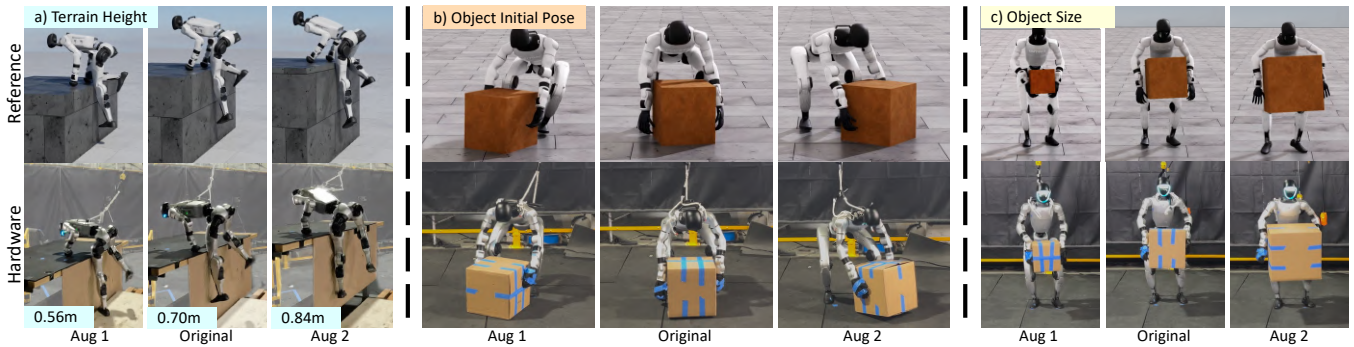 a) Terrain Height
b) Object Initial Pose
c) Object Size
Reference
Hardware
0.56m
0.70m
0.84m
Aug 1
Original
Aug 2
Aug 1
Original
Aug 2
Aug 1
Original
Aug 2